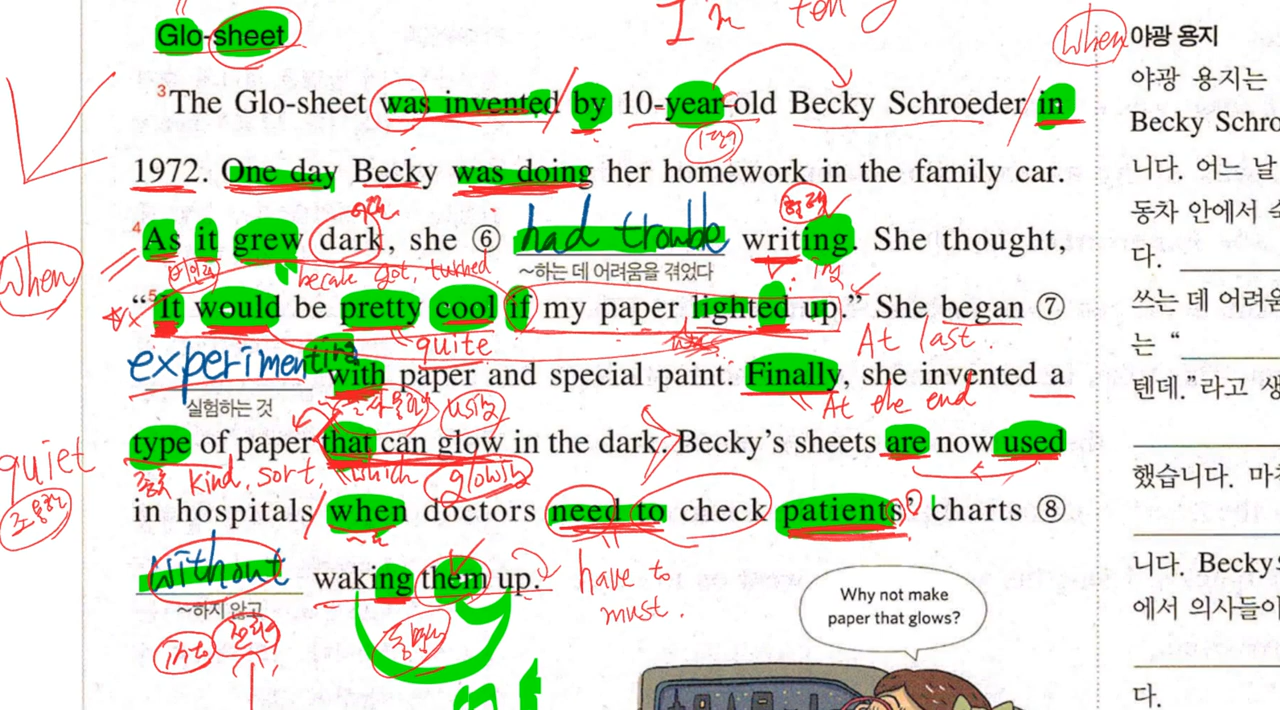 I'm
Glo-sheet
When
야광 용지
야광 용지는
3 The Glo-sheet was invented by 10-year-old Becky Schroeder in
Becky Schro
1972. One day Becky was doing her homework in the family car.
니다. 어느 날
동차 안에서 숙
4 As it grew dark, she ⑥ had trouble writing. She thought,
다.
When
~하는 데 어려움을 겪었다
became got, turned
쓰는 데 어려움
"5 It would be pretty cool if my paper lighted up." She began ⑦
는 "
quite
At last.
experimenting with paper and special paint. Finally, she invented a
텐데."라고 생
실험하는 것
using
At the end
type of paper that can glow in the dark. Becky's sheets are now used
quiet
조용한
kind, sort,
which
glowing
했습니다. 마
in hospitals when doctors need to check patients' charts ⑧
without waking them up.
~하지 않고
have to
must.
니다. Becky
에서 의사들이
Why not make
paper that glows?
다.